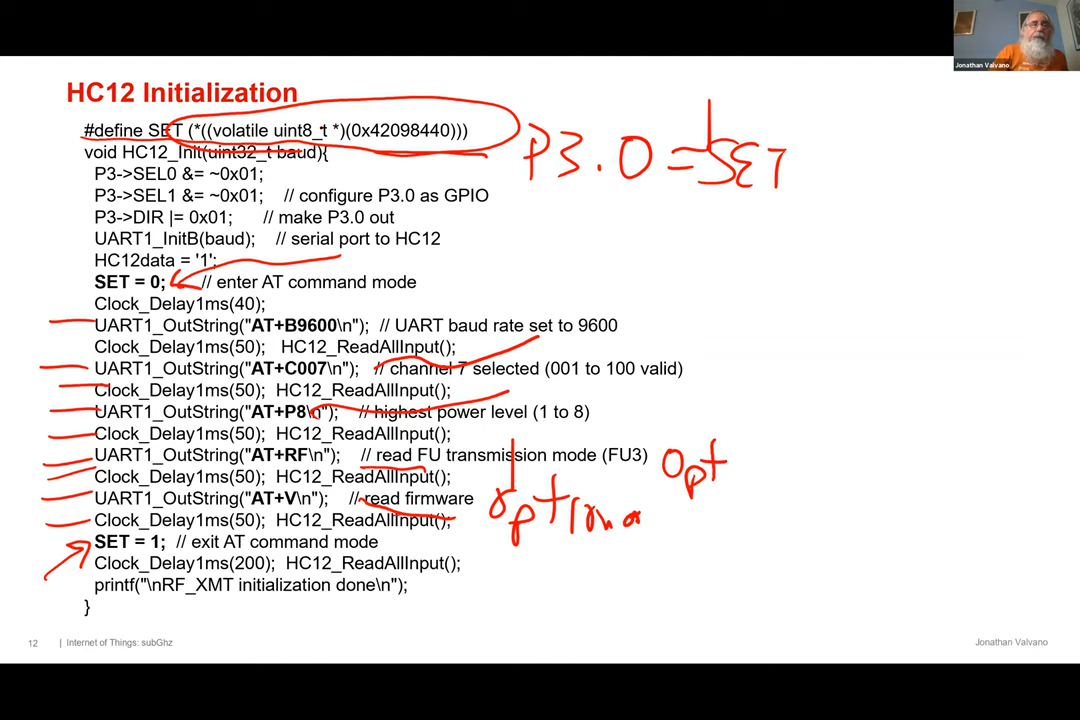 Jonathan Valvano
HC12 Initialization
#define SET (*((volatile uint8_t *)(0x42098440)))
P3.0 = SET
void HC12_Init(uint32_t baud){
P3->SEL0 &= ~0x01;
P3->SEL1 &= ~0x01; // configure P3.0 as GPIO
P3->DIR |= 0x01; // make P3.0 out
UART1_InitB(baud); // serial port to HC12
HC12data = '1';
SET = 0; // enter AT command mode
Clock_Delay1ms(40);
UART1_OutString("AT+B9600\n"); // UART baud rate set to 9600
Clock_Delay1ms(50); HC12_ReadAllInput();
UART1_OutString("AT+C007\n"); // channel 7 selected (001 to 100 valid)
Clock_Delay1ms(50); HC12_ReadAllInput();
UART1_OutString("AT+P8\n"); // highest power level (1 to 8)
Clock_Delay1ms(50); HC12_ReadAllInput();
UART1_OutString("AT+RF\n"); // read FU transmission mode (FU3)
opt
Clock_Delay1ms(50); HC12_ReadAllInput();
UART1_OutString("AT+V\n"); // read firmware
Clock_Delay1ms(50); HC12_ReadAllInput();
SET = 1; // exit AT command mode
Clock_Delay1ms(200); HC12_ReadAllInput();
printf("\nRF_XMT initialization done\n");
}
12 | Internet of Things: subGhz
Jonathan Valvano